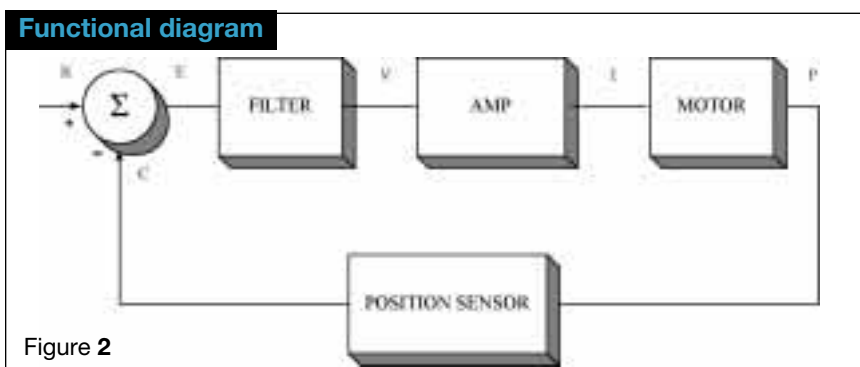 Functional diagram
R E V I P
Σ FILTER AMP MOTOR
+
-
C
POSITION SENSOR
Figure 2